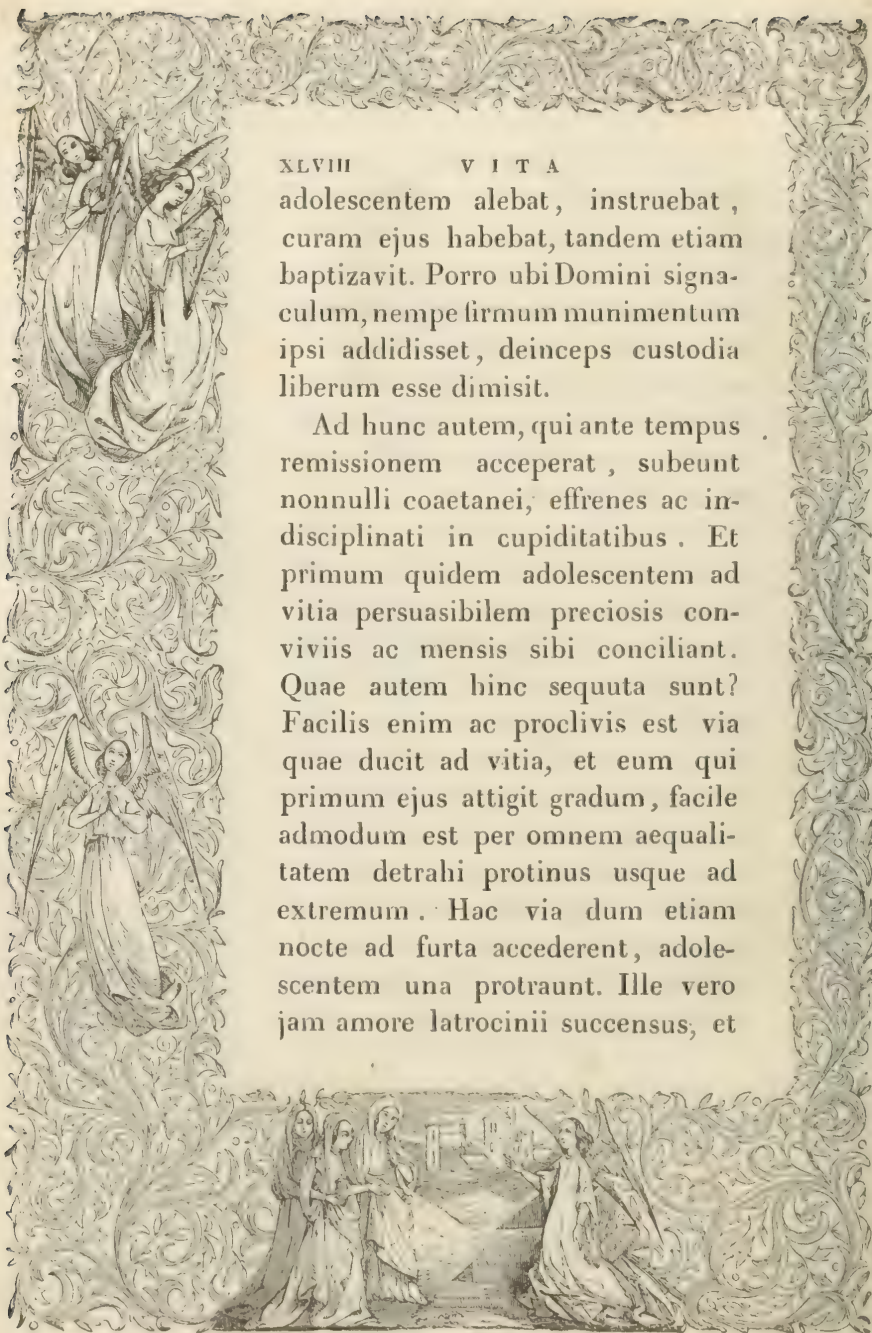 XLVIII VITA
adolescentem alebat, instruebat,
curam ejus habebat, tandem etiam
baptizavit. Porro ubi Domini signa-
culum, nempe firmum munimentum
ipsi addidisset, deinceps custodia
liberum esse dimisit.
Ad hunc autem, qui ante tempus
remissionem acceperat, subeunt
nonnulli coaetanei, effrenes ac in-
disciplinati in cupiditatibus. Et
primum quidem adolescentem ad
vitia persuasibilem preciosis con-
viviis ac mensis sibi conciliant.
Quae autem hinc sequuta sunt?
Facilis enim ac proclivis est via
quae ducit ad vitia, et eum qui
primum ejus attigit gradum, facile
admodum est per omnem aequali-
tatem detrahi protinus usque ad
extremum. Hac via dum etiam
nocte ad furta accederent, adole-
scentem una protraunt. Ille vero
jam amore latrocinii succensus, et